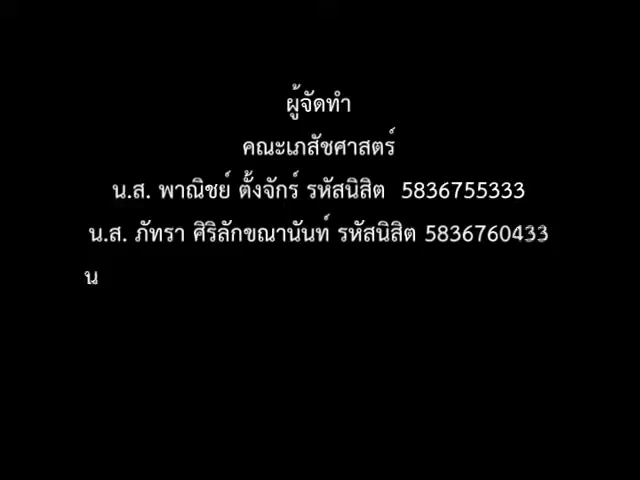 ผู้จัดทำ
คณะเภสัชศาสตร์
น.ส. พาณิชย์ ตั้งจักร์ รหัสนิสิต 5836755333
น.ส. ภัทรา ศิริลักขณานันท์ รหัสนิสิต 5836760433
น